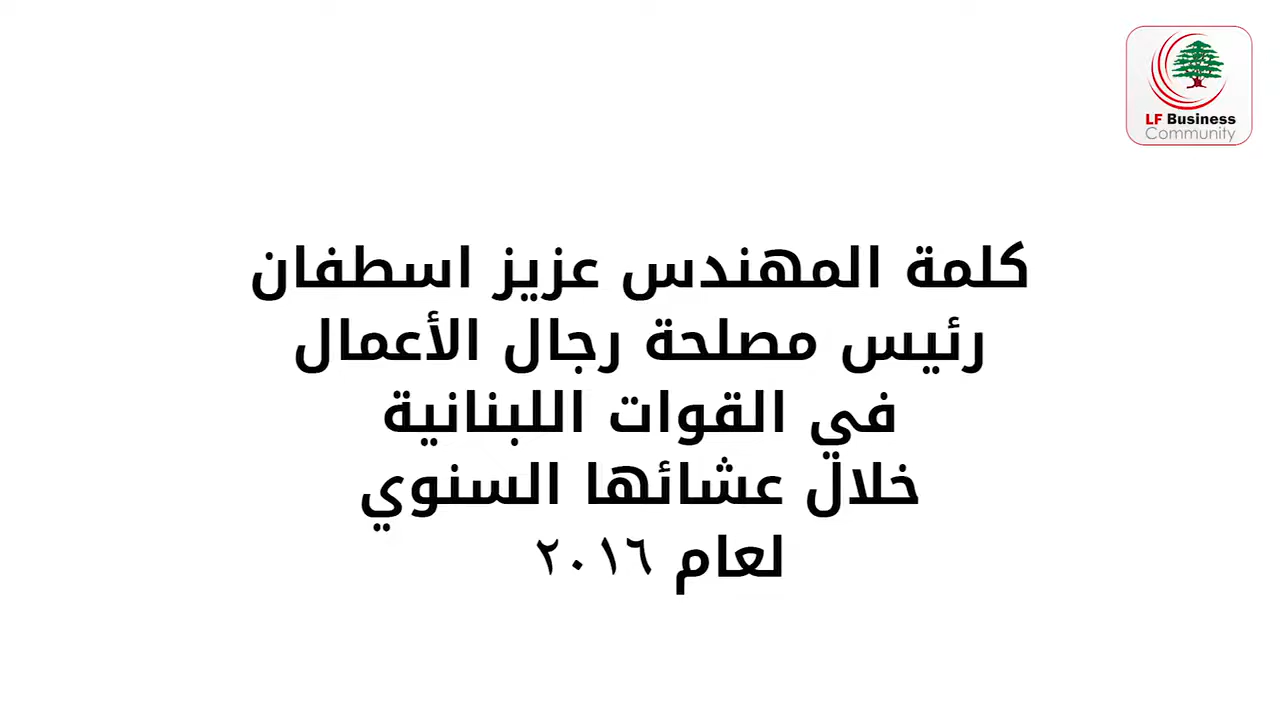 LF Business
Community
كلمة المهندس عزيز اسطفان
رئيس مصلحة رجال الأعمال
في القوات اللبنانية
خلال عشائها السنوي
لعام ٢٠١٦